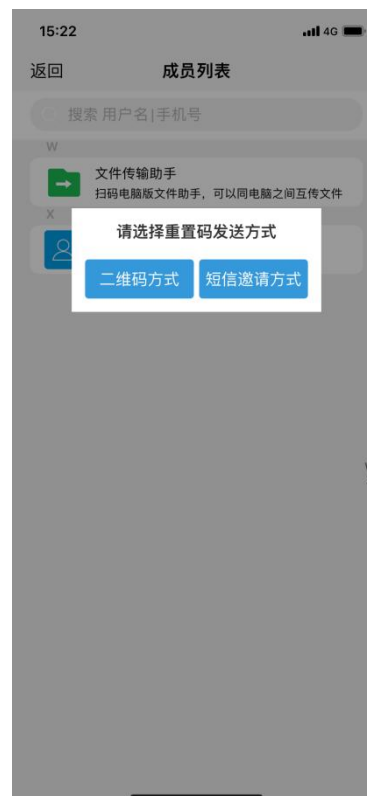 15:22
4G
返回
成员列表
搜索 用户名|手机号
W
文件传输助手
扫码电脑版文件助手，可以同电脑之间互传文件
X
请选择重置码发送方式
二维码方式
短信邀请方式